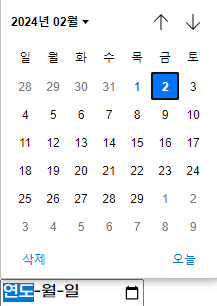 2024년 02월
일 월 화 수 목 금 토
28 29 30 31 1 2 3
4 5 6 7 8 9 10
11 12 13 14 15 16 17
18 19 20 21 22 23 24
25 26 27 28 29 1 2
3 4 5 6 7 8 9
삭제 오늘
연도-월-일